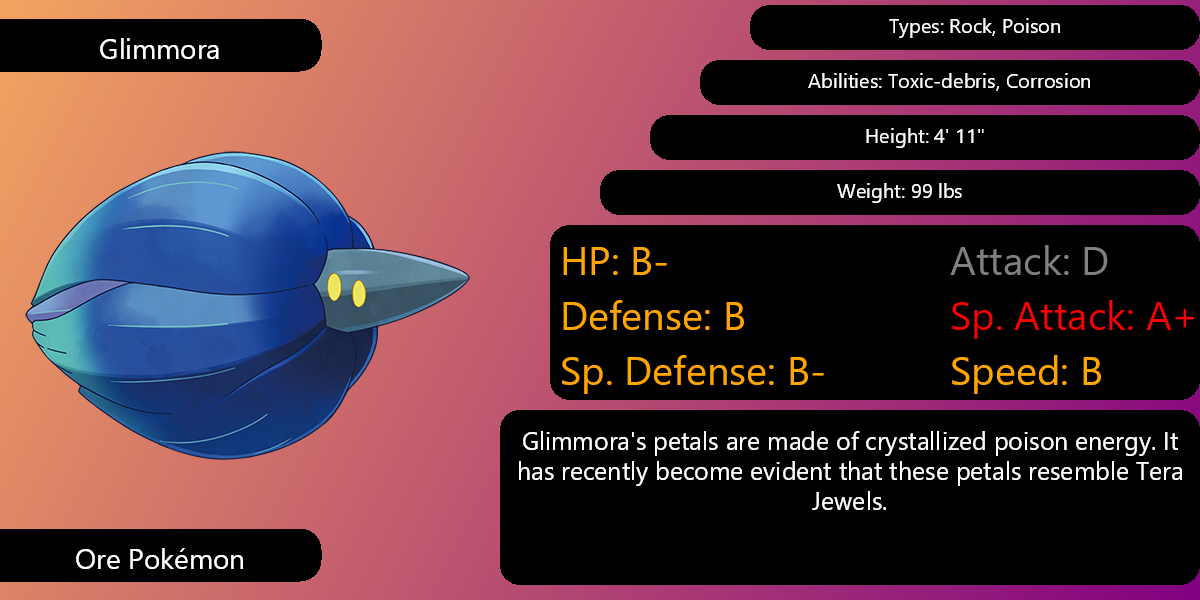 Glimmora
Types: Rock, Poison
Abilities: Toxic-debris, Corrosion
Height: 4' 11"
Weight: 99 lbs
HP: B-
Attack: D
Defense: B
Sp. Attack: A+
Sp. Defense: B-
Speed: B
Glimmora's petals are made of crystallized poison energy. It
has recently become evident that these petals resemble Tera
Jewels.
Ore Pokémon